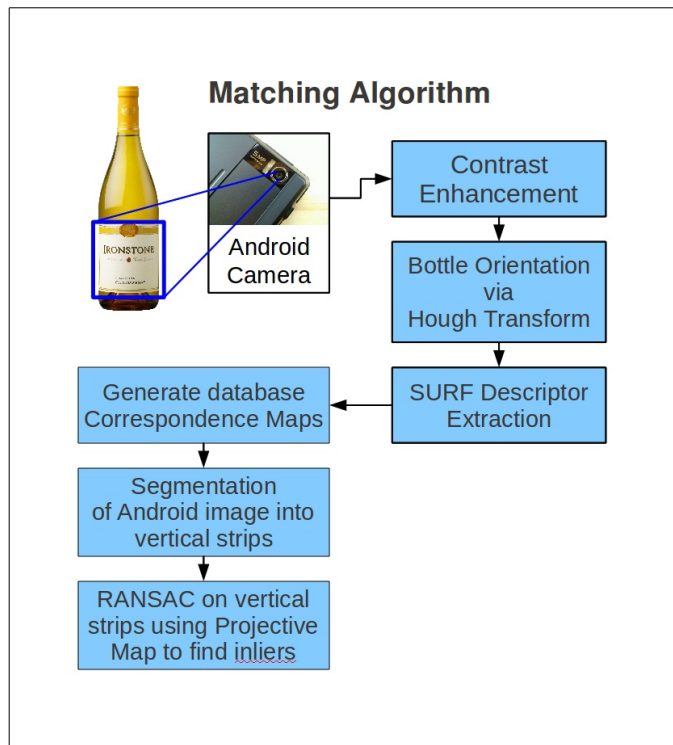 Matching Algorithm
IRONSTONE
5MP
Android
Camera
Contrast
Enhancement
Bottle Orientation
via
Hough Transform
SURF Descriptor
Extraction
Generate database
Correspondence Maps
Segmentation
of Android image into
vertical strips
RANSAC on vertical
strips using Projective
Map to find inliers